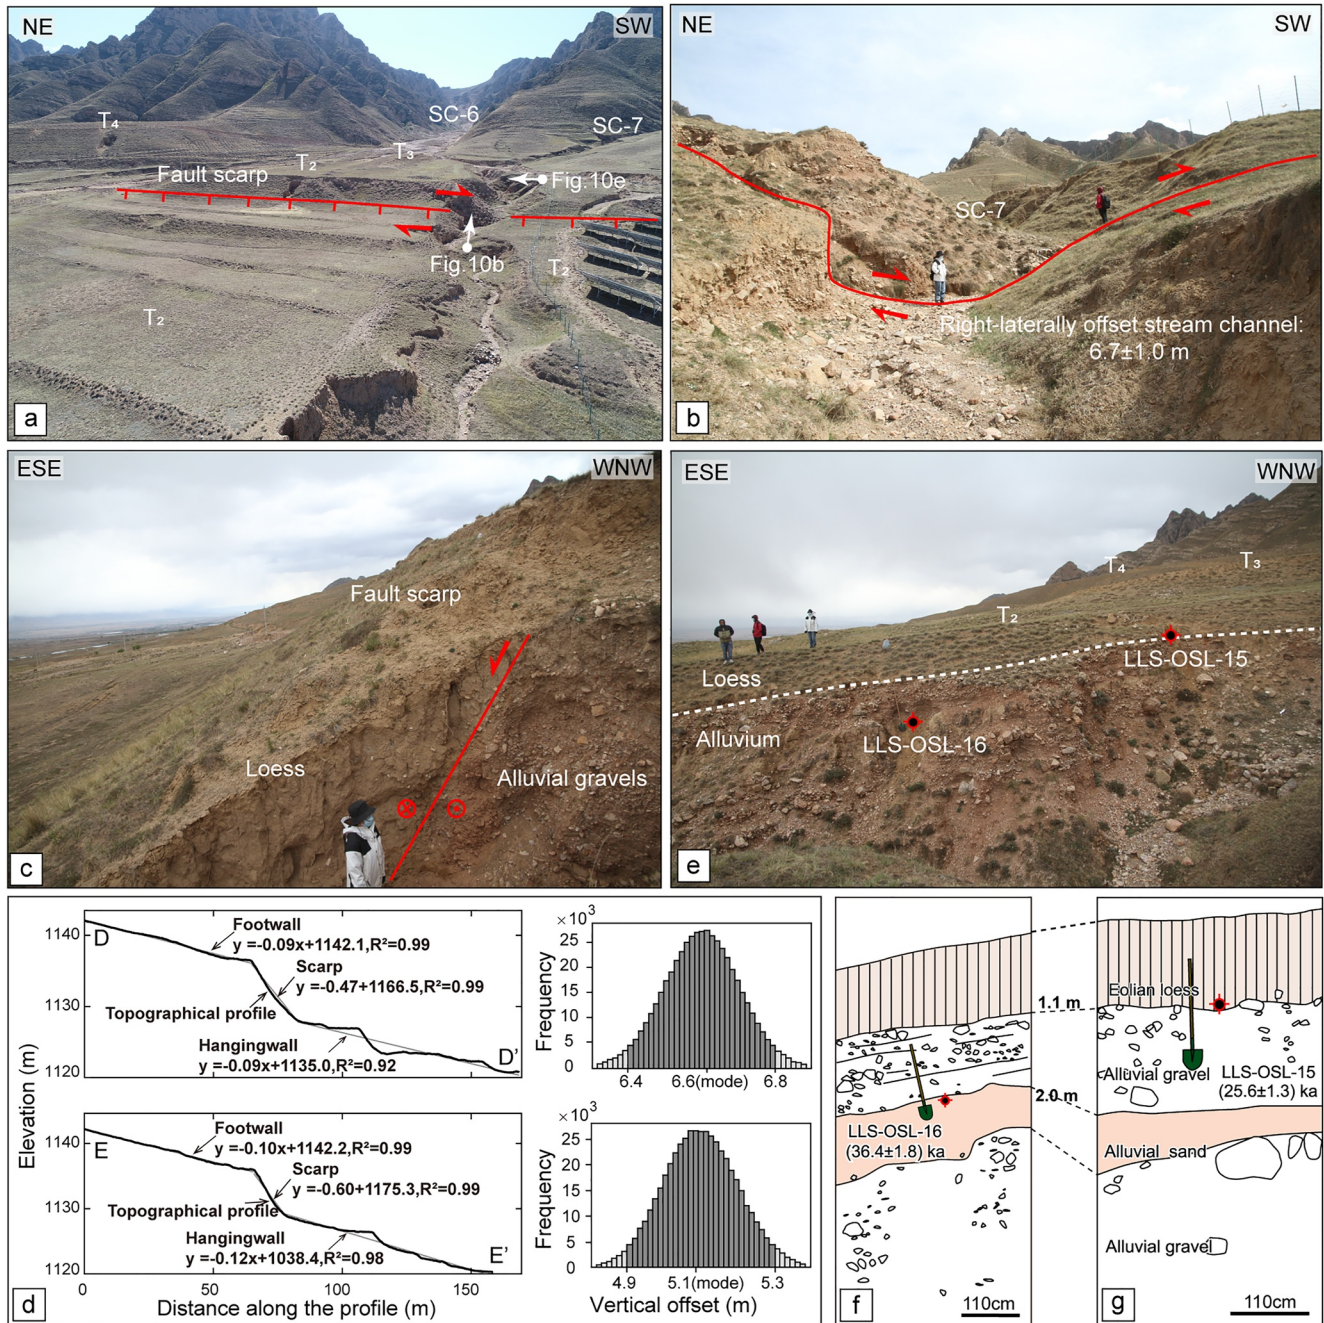 NE
SW
T₄
SC-6
SC-7
T₃
T₂
Fault scarp
Fig.10e
Fig.10b
T₂
T₂
a
NE
SW
SC-7
Right-laterally offset stream channel:
6.7±1.0 m
b
ESE
WNW
Fault scarp
Loess
Alluvial gravels
c
ESE
WNW
T₄
T₃
T₂
LLS-OSL-15
Loess
Alluvium
LLS-OSL-16
e
Elevation (m)
1140
1130
1120
D
Footwall
y =-0.09x+1142.1,R²=0.99
Scarp
y =-0.47+1166.5,R²=0.99
Topographical profile
Hangingwall
y =-0.09x+1135.0,R²=0.92
D'
1140
1130
1120
E
Footwall
y =-0.10x+1142.2,R²=0.99
Scarp
y =-0.60+1175.3,R²=0.99
Topographical profile
Hangingwall
y =-0.12x+1038.4,R²=0.98
E'
0
50
100
150
Distance along the profile (m)
d
×10³
25
20
15
10
5
0
Frequency
6.4
6.6(mode)
6.8
×10³
25
20
15
10
5
0
Frequency
4.9
5.1(mode)
5.3
Vertical offset (m)
1.1 m
2.0 m
LLS-OSL-16
(36.4±1.8) ka
f
110cm
Eolian loess
Alluvial gravel
LLS-OSL-15
(25.6±1.3) ka
Alluvial sand
Alluvial gravel
g
110cm